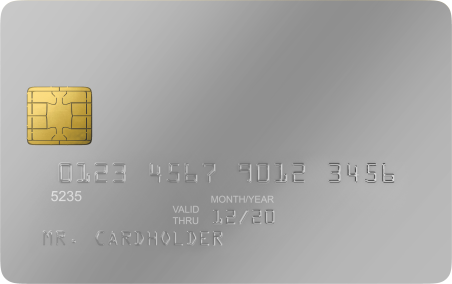 0123 4567 9012 3456
5235
MONTH/YEAR
VALID
THRU 12/20
MR. CARDHOLDER